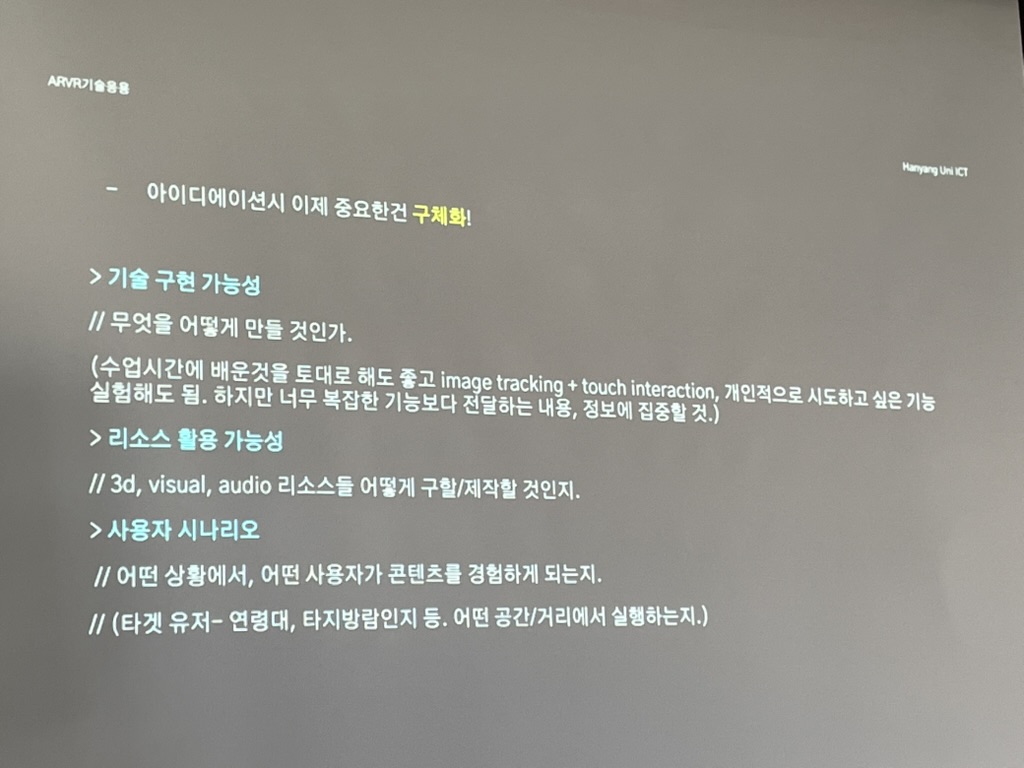 ARVR기술응용
Hanyang Uni ICT
- 아이디에이션시 이제 중요한건 구체화!
> 기술 구현 가능성
// 무엇을 어떻게 만들 것인가.
(수업시간에 배운것을 토대로 해도 좋고 image tracking + touch interaction, 개인적으로 시도하고 싶은 기능
실험해도 됨. 하지만 너무 복잡한 기능보다 전달하는 내용, 정보에 집중할 것.)
> 리소스 활용 가능성
// 3d, visual, audio 리소스들 어떻게 구할/제작할 것인지.
> 사용자 시나리오
// 어떤 상황에서, 어떤 사용자가 콘텐츠를 경험하게 되는지.
// (타겟 유저- 연령대, 타지방람인지 등. 어떤 공간/거리에서 실행하는지.)